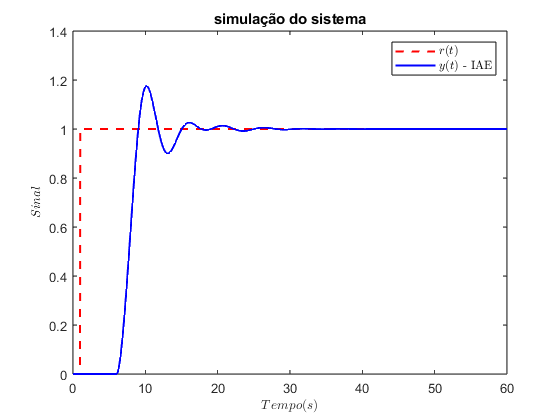 simulação do sistema
r(t)
y(t) - IAE
1.4
1.2
1
0.8
0.6
0.4
0.2
0
Sinal
0 10 20 30 40 50 60
Tempo(s)